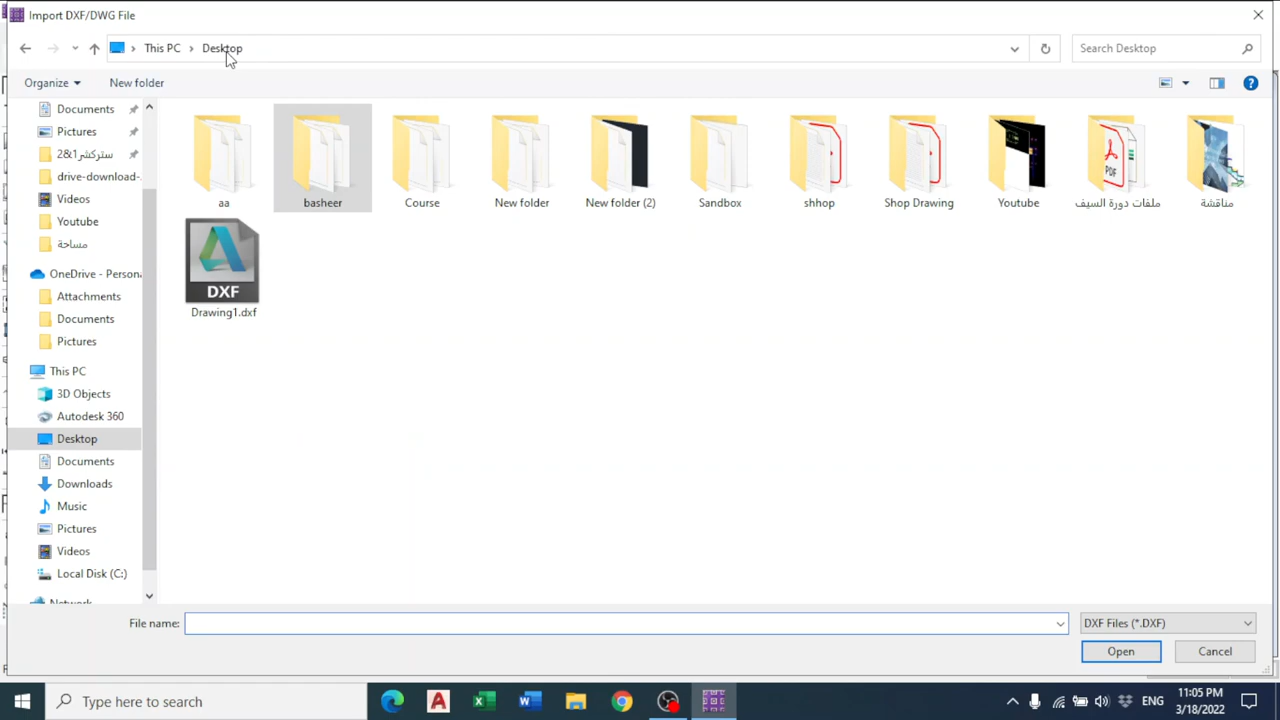 Import DXF/DWG File
This PC
Desktop
Search Desktop
Organize
New folder
Documents
Pictures
ستركشر1&2
drive-download-
Videos
Youtube
مساحة
OneDrive - Person
Attachments
Documents
Pictures
This PC
3D Objects
Autodesk 360
Desktop
Documents
Downloads
Music
Pictures
Videos
Local Disk (C:)
aa
basheer
Course
New folder
New folder (2)
Sandbox
shhop
Shop Drawing
Youtube
PDF
ملفات دورة السيف
مناقشة
DXF
Drawing1.dxf
File name:
DXF Files (*.DXF)
Open
Cancel
Type here to search
ENG
11:05 PM
3/18/2022